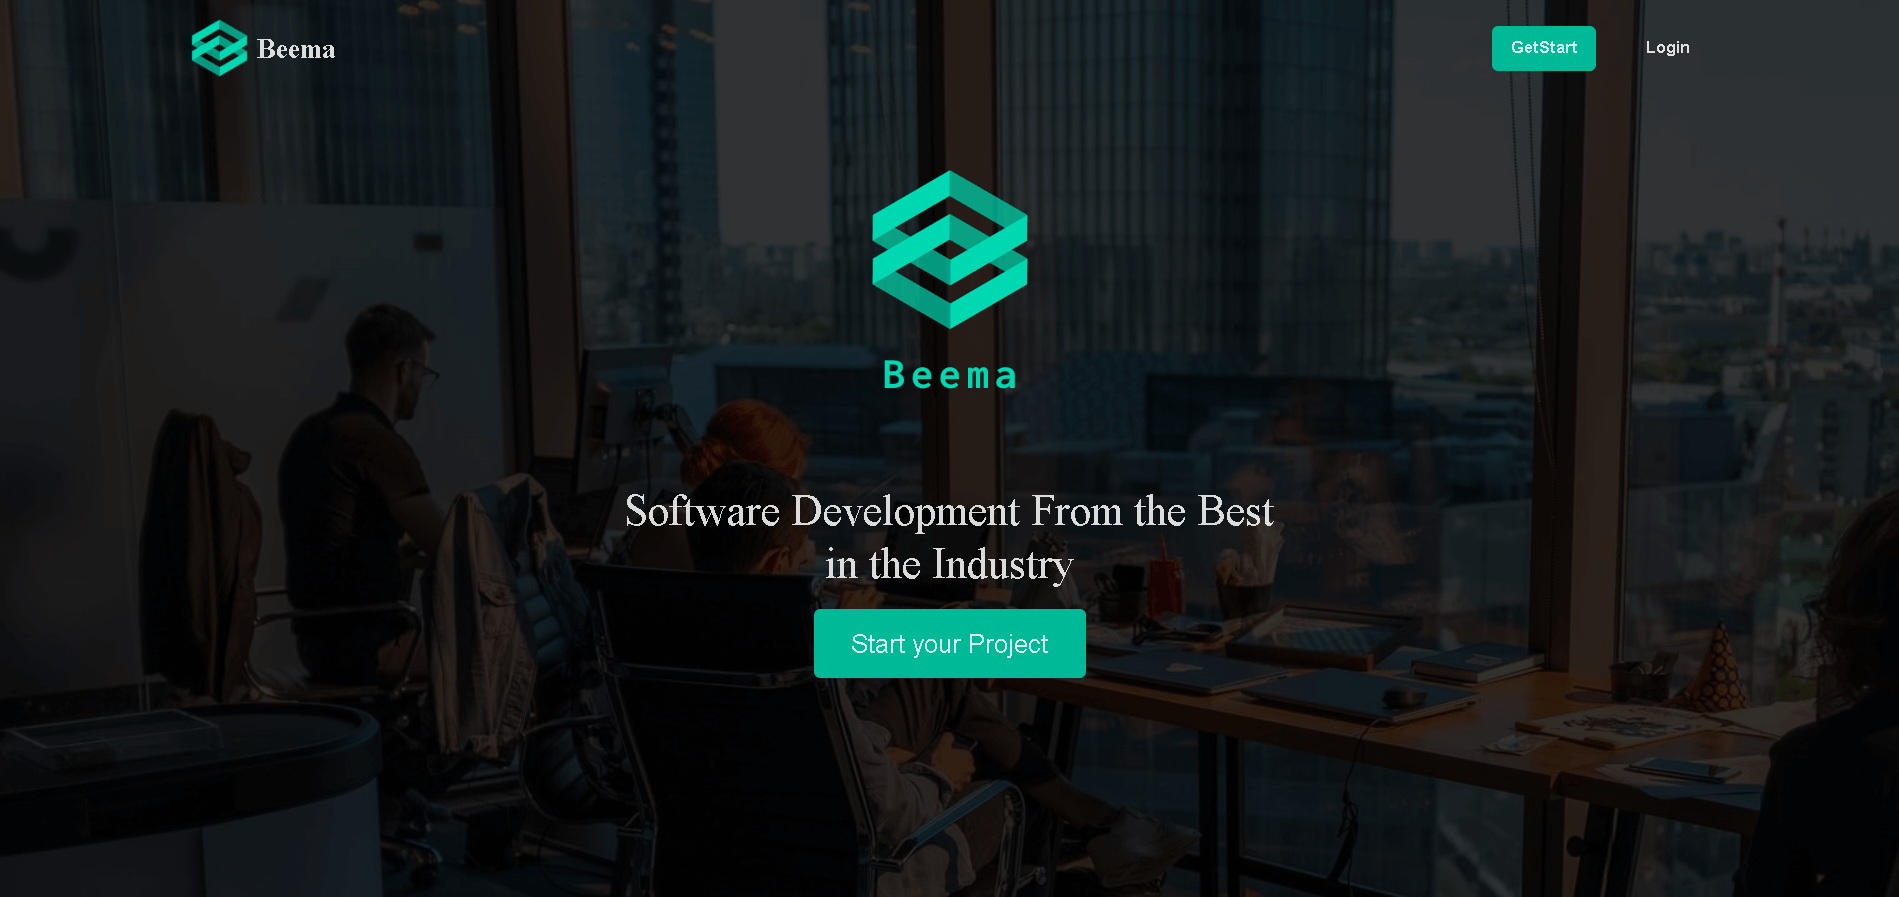 Beema
GetStart
Login
Beema
Software Development From the Best
in the Industry
Start your Project